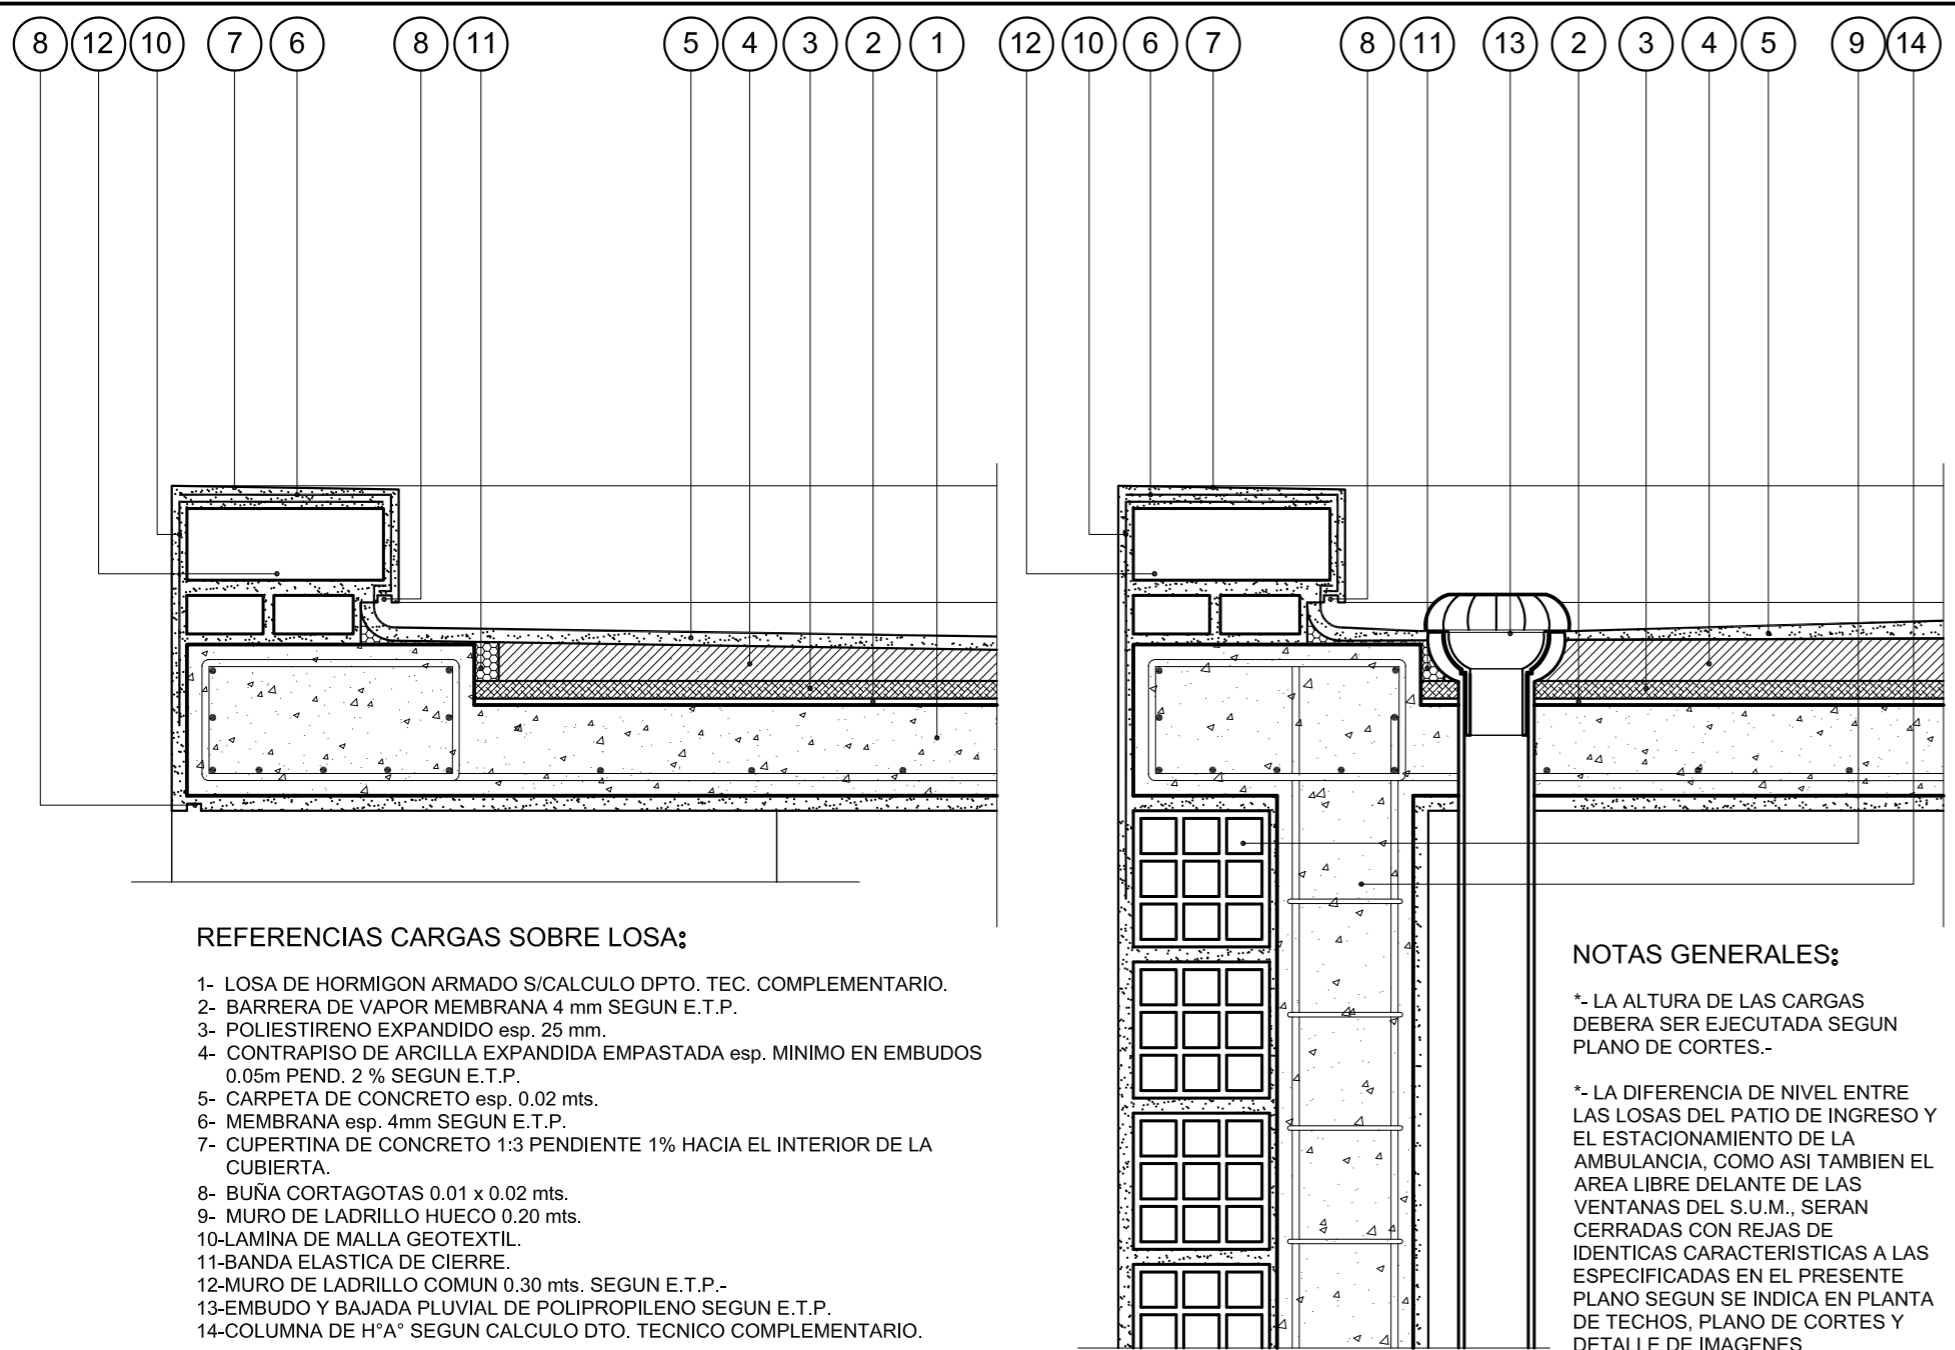 8 12 10 7 6 8 11 5 4 3 2 1 12 10 6 7 8 11 13 2 3 4 5 9 14
REFERENCIAS CARGAS SOBRE LOSA:
1- LOSA DE HORMIGON ARMADO S/CALCULO DPTO. TEC. COMPLEMENTARIO.
2- BARRERA DE VAPOR MEMBRANA 4 mm SEGUN E.T.P.
3- POLIESTIRENO EXPANDIDO esp. 25 mm.
4- CONTRAPISO DE ARCILLA EXPANDIDA EMPASTADA esp. MINIMO EN EMBUDOS
0.05m PEND. 2 % SEGUN E.T.P.
5- CARPETA DE CONCRETO esp. 0.02 mts.
6- MEMBRANA esp. 4mm SEGUN E.T.P.
7- CUPERTINA DE CONCRETO 1:3 PENDIENTE 1% HACIA EL INTERIOR DE LA
CUBIERTA.
8- BUÑA CORTAGOTAS 0.01 x 0.02 mts.
9- MURO DE LADRILLO HUECO 0.20 mts.
10-LAMINA DE MALLA GEOTEXTIL.
11-BANDA ELASTICA DE CIERRE.
12-MURO DE LADRILLO COMUN 0.30 mts. SEGUN E.T.P.-
13-EMBUDO Y BAJADA PLUVIAL DE POLIPROPILENO SEGUN E.T.P.
14-COLUMNA DE H°A° SEGUN CALCULO DTO. TECNICO COMPLEMENTARIO.
NOTAS GENERALES:
*- LA ALTURA DE LAS CARGAS
DEBERA SER EJECUTADA SEGUN
PLANO DE CORTES.-
*- LA DIFERENCIA DE NIVEL ENTRE
LAS LOSAS DEL PATIO DE INGRESO Y
EL ESTACIONAMIENTO DE LA
AMBULANCIA, COMO ASI TAMBIEN EL
AREA LIBRE DELANTE DE LAS
VENTANAS DEL S.U.M., SERAN
CERRADAS CON REJAS DE
IDENTICAS CARACTERISTICAS A LAS
ESPECIFICADAS EN EL PRESENTE
PLANO SEGUN SE INDICA EN PLANTA
DE TECHOS, PLANO DE CORTES Y
DETALLE DE IMAGENES